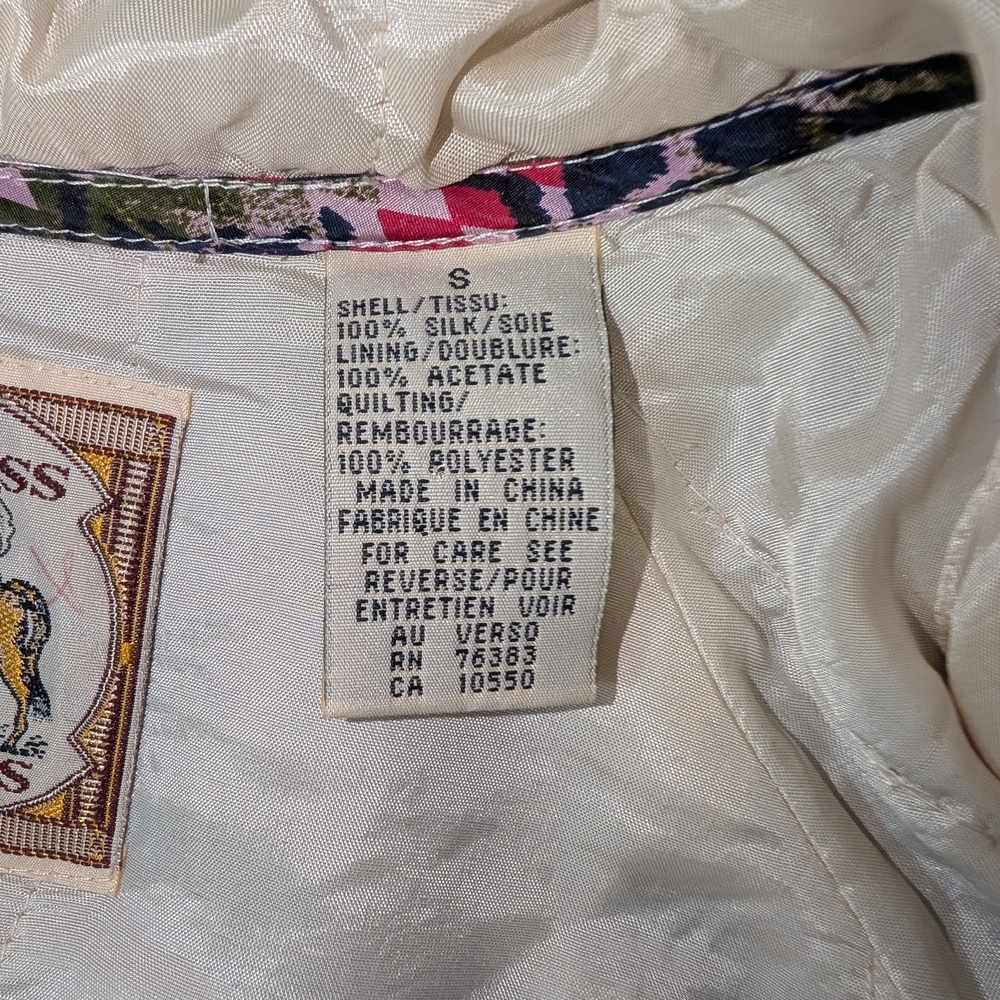 SS
S
S
SHELL/TISSU:
100% SILK/SOIE
LINING/DOUBLURE:
100% ACETATE
QUILTING/
REMBOURRAGE:
100% POLYESTER
MADE IN CHINA
FABRIQUE EN CHINE
FOR CARE SEE
REVERSE/POUR
ENTRETIEN VOIR
AU VERSO
RN 76383
CA 10550